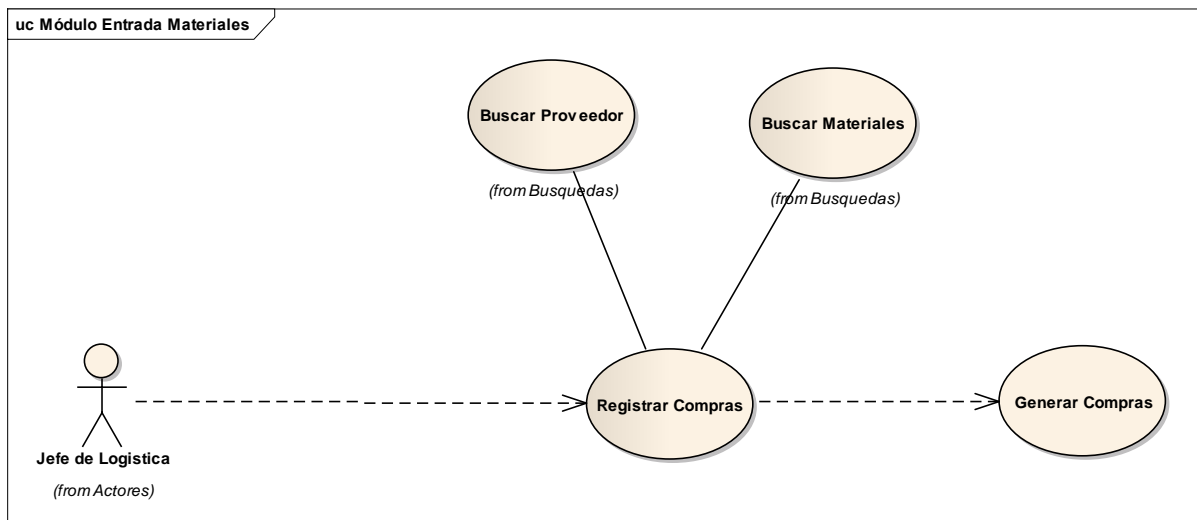 uc Módulo Entrada Materiales
Buscar Proveedor
(from Busquedas)
Buscar Materiales
(from Busquedas)
Jefe de Logistica
(from Actores)
Registrar Compras
Generar Compras